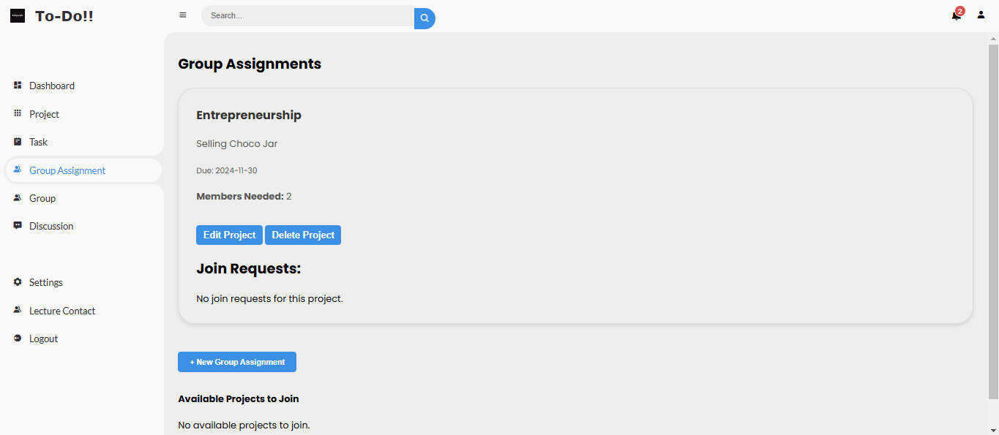 To-Do!!
Search...
2
Dashboard
Project
Task
Group Assignment
Group
Discussion
Settings
Lecture Contact
Logout
Group Assignments
Entrepreneurship
Selling Choco Jar
Due: 2024-11-30
Members Needed: 2
Edit Project Delete Project
Join Requests:
No join requests for this project.
+ New Group Assignment
Available Projects to Join
No available projects to join.